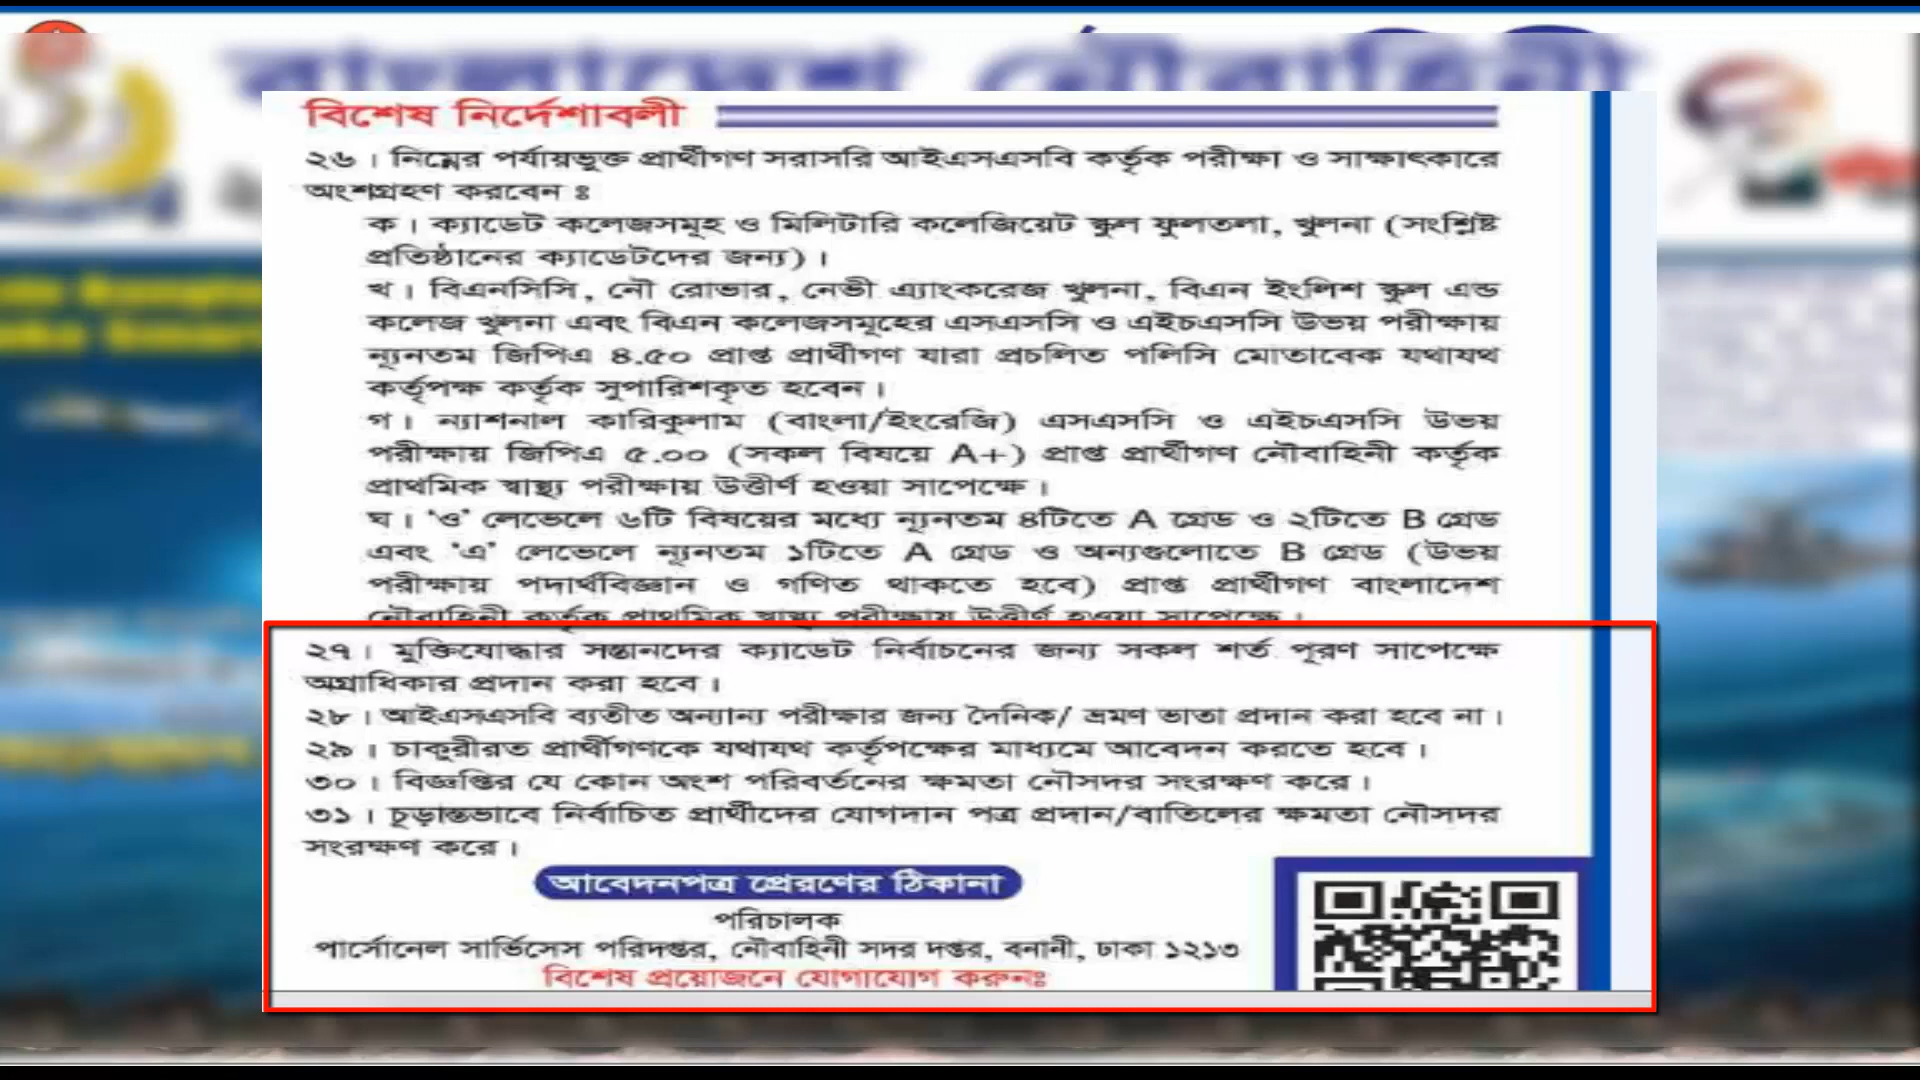 বাংলাদেশ নৌবাহিনী
বিশেষ নির্দেশাবলী
২৬। নিম্নের পর্যায়ভুক্ত প্রার্থীগণ সরাসরি আইএসএসবি কর্তৃক পরীক্ষা ও সাক্ষাৎকারে
অংশগ্রহণ করবেন ঃ
ক। ক্যাডেট কলেজসমূহ ও মিলিটারি কলেজিয়েট স্কুল ফুলতলা, খুলনা (সংশ্লিষ্ট
প্রতিষ্ঠানের ক্যাডেটদের জন্য)।
খ। বিএনসিসি, নৌ রোভার, নেভী এ্যাংকরেজ খুলনা, বিএন ইংলিশ স্কুল এন্ড
কলেজ খুলনা এবং বিএন কলেজসমূহের এসএসসি ও এইচএসসি উভয় পরীক্ষায়
ন্যূনতম জিপিএ ৪.৫০ প্রাপ্ত প্রার্থীগণ যারা প্রচলিত পলিসি মোতাবেক যথাযথ
কর্তৃপক্ষ কর্তৃক সুপারিশকৃত হবেন।
গ। ন্যাশনাল কারিকুলাম (বাংলা/ইংরেজি) এসএসসি ও এইচএসসি উভয়
পরীক্ষায় জিপিএ ৫.০০ (সকল বিষয়ে A+) প্রাপ্ত প্রার্থীগণ নৌবাহিনী কর্তৃক
প্রাথমিক স্বাস্থ্য পরীক্ষায় উত্তীর্ণ হওয়া সাপেক্ষে।
ঘ। 'ও' লেভেলে ৬টি বিষয়ের মধ্যে ন্যূনতম ৪টিতে A গ্রেড ও ২টিতে B গ্রেড
এবং 'এ' লেভেলে ন্যূনতম ১টিতে A গ্রেড ও অন্যগুলোতে B গ্রেড (উভয়
পরীক্ষায় পদার্থবিজ্ঞান ও গণিত থাকতে হবে) প্রাপ্ত প্রার্থীগণ বাংলাদেশ
নৌবাহিনী কর্তৃক প্রাথমিক স্বাস্থ্য পরীক্ষায় উত্তীর্ণ হওয়া সাপেক্ষে।
২৭। মুক্তিযোদ্ধার সন্তানদের ক্যাডেট নির্বাচনের জন্য সকল শর্ত পূরণ সাপেক্ষে
অগ্রাধিকার প্রদান করা হবে।
২৮। আইএসএসবি ব্যতীত অন্যান্য পরীক্ষার জন্য দৈনিক/ ভ্রমণ ভাতা প্রদান করা হবে না।
২৯। চাকুরীরত প্রার্থীগণকে যথাযথ কর্তৃপক্ষের মাধ্যমে আবেদন করতে হবে।
৩০। বিজ্ঞপ্তির যে কোন অংশ পরিবর্তনের ক্ষমতা নৌসদর সংরক্ষণ করে।
৩১। চূড়ান্তভাবে নির্বাচিত প্রার্থীদের যোগদান পত্র প্রদান/বাতিলের ক্ষমতা নৌসদর
সংরক্ষণ করে।
আবেদনপত্র প্রেরণের ঠিকানা
পরিচালক
পার্সোনেল সার্ভিসেস পরিদপ্তর, নৌবাহিনী সদর দপ্তর, বনানী, ঢাকা ১২১৩
বিশেষ প্রয়োজনে যোগাযোগ করুনঃ